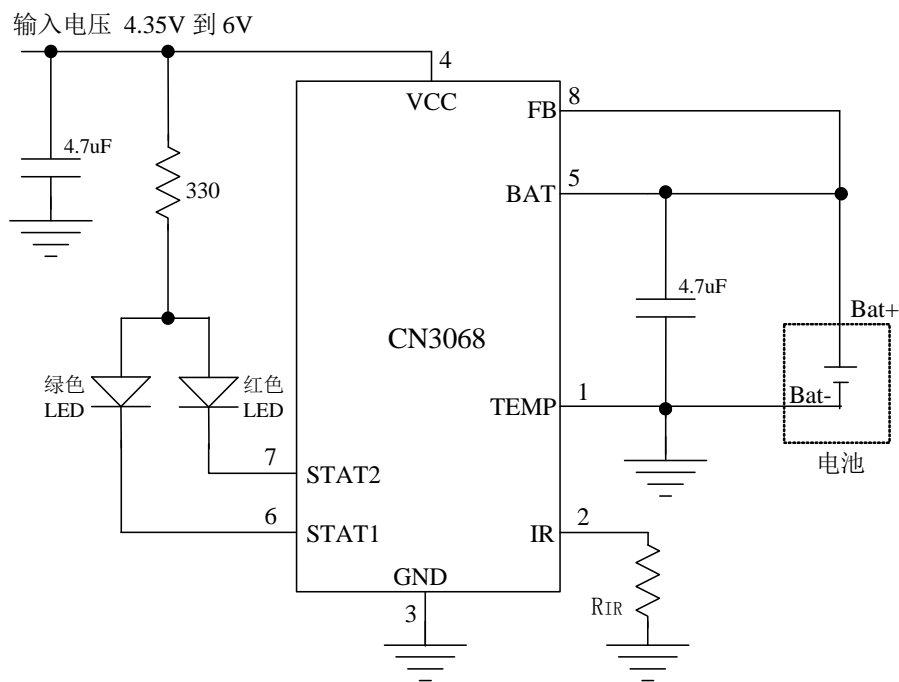 输入电压 4.35V 到 6V
4
VCC
8
FB
4.7uF
330
5
BAT
4.7uF
CN3068
Bat+
绿色
LED
红色
LED
1
TEMP
Bat-
电池
7
STAT2
6
STAT1
2
IR
GND
3
RIR